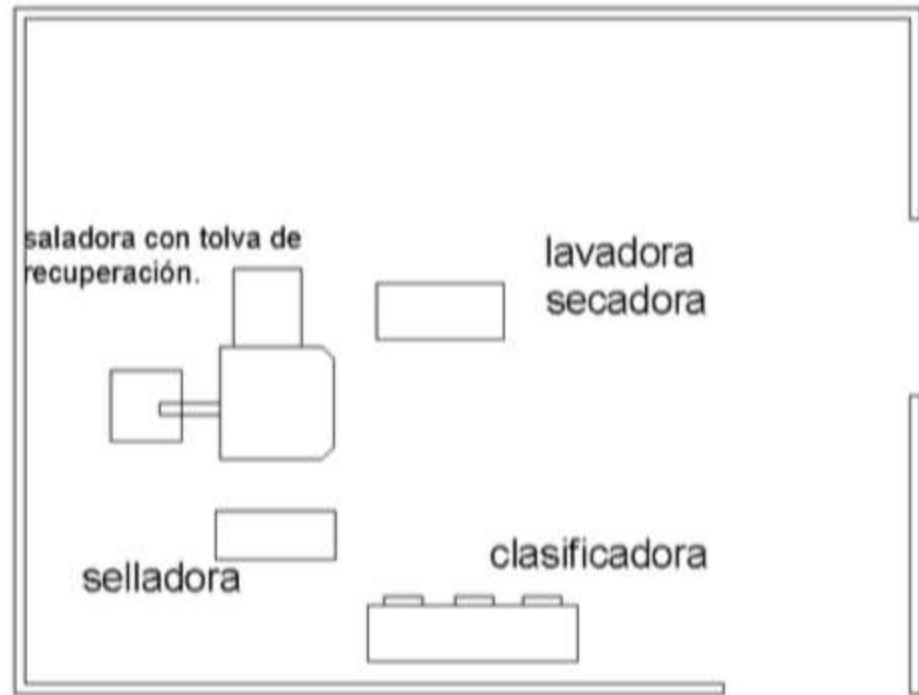 saladora con tolva de
recuperación.
lavadora
secadora
selladora
clasificadora